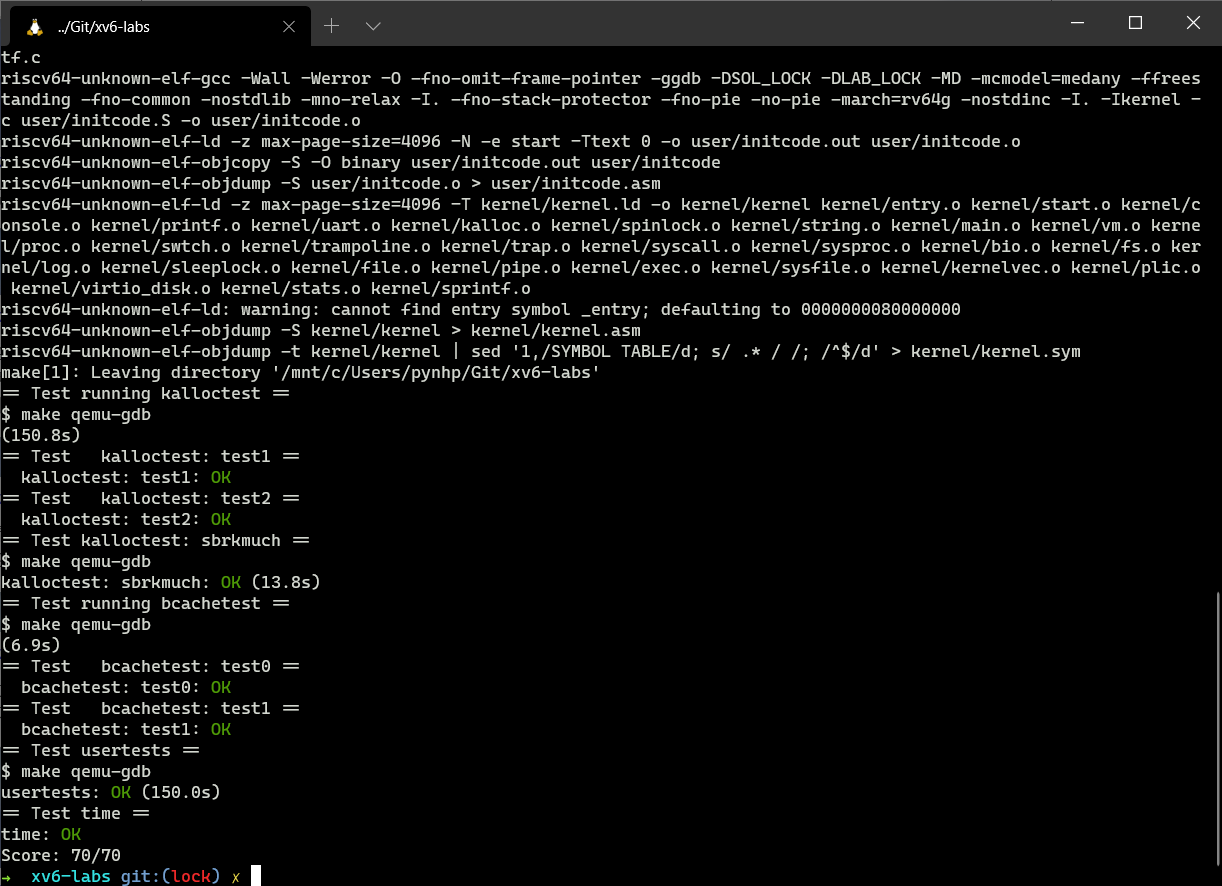 ../Git/xv6-labs
tf.c
riscv64-unknown-elf-gcc -Wall -Werror -O -fno-omit-frame-pointer -ggdb -DSOL_LOCK -DLAB_LOCK -MD -mcmodel=medany -ffrees
tanding -fno-common -nostdlib -mno-relax -I. -fno-stack-protector -fno-pie -no-pie -march=rv64g -nostdinc -I. -Ikernel -
c user/initcode.S -o user/initcode.o
riscv64-unknown-elf-ld -z max-page-size=4096 -N -e start -Ttext 0 -o user/initcode.out user/initcode.o
riscv64-unknown-elf-objcopy -S -O binary user/initcode.out user/initcode
riscv64-unknown-elf-objdump -S user/initcode.o > user/initcode.asm
riscv64-unknown-elf-ld -z max-page-size=4096 -T kernel/kernel.ld -o kernel/kernel kernel/entry.o kernel/start.o kernel/c
onsole.o kernel/printf.o kernel/uart.o kernel/kalloc.o kernel/spinlock.o kernel/string.o kernel/main.o kernel/vm.o kerne
l/proc.o kernel/swtch.o kernel/trampoline.o kernel/trap.o kernel/syscall.o kernel/sysproc.o kernel/bio.o kernel/fs.o ker
nel/log.o kernel/sleeplock.o kernel/file.o kernel/pipe.o kernel/exec.o kernel/sysfile.o kernel/kernelvec.o kernel/plic.o
 kernel/virtio_disk.o kernel/stats.o kernel/sprintf.o
riscv64-unknown-elf-ld: warning: cannot find entry symbol _entry; defaulting to 0000000080000000
riscv64-unknown-elf-objdump -S kernel/kernel > kernel/kernel.asm
riscv64-unknown-elf-objdump -t kernel/kernel | sed '1,/SYMBOL TABLE/d; s/ .* / /; /^$/d' > kernel/kernel.sym
make[1]: Leaving directory '/mnt/c/Users/pynhp/Git/xv6-labs'
== Test running kalloctest ==
$ make qemu-gdb
(150.8s)
== Test   kalloctest: test1 ==
  kalloctest: test1: OK
== Test   kalloctest: test2 ==
  kalloctest: test2: OK
== Test kalloctest: sbrkmuch ==
$ make qemu-gdb
kalloctest: sbrkmuch: OK (13.8s)
== Test running bcachetest ==
$ make qemu-gdb
(6.9s)
== Test   bcachetest: test0 ==
  bcachetest: test0: OK
== Test   bcachetest: test1 ==
  bcachetest: test1: OK
== Test usertests ==
$ make qemu-gdb
usertests: OK (150.0s)
== Test time ==
time: OK
Score: 70/70
→  xv6-labs git:(lock) ✗